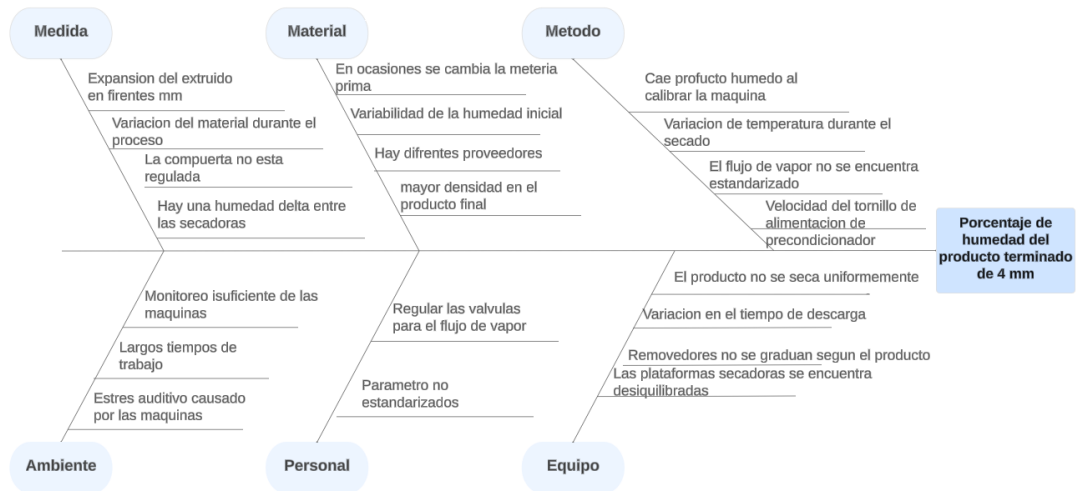 Medida
Material
Metodo
Expansion del extruido
en firentes mm
Variacion del material durante el
proceso
La compuerta no esta
regulada
Hay una humedad delta entre
las secadoras
En ocasiones se cambia la meteria
prima
Variabilidad de la humedad inicial
Hay difrentes proveedores
mayor densidad en el
producto final
Cae profucto humedo al
calibrar la maquina
Variacion de temperatura durante el
secado
El flujo de vapor no se encuentra
estandarizado
Velocidad del tornillo de
alimentacion de
precondicionador
Porcentaje de
humedad del
producto terminado
de 4 mm
Monitoreo isuficiente de las
maquinas
Largos tiempos de
trabajo
Estres auditivo causado
por las maquinas
Regular las valvulas
para el flujo de vapor
Parametro no
estandarizados
El producto no se seca uniformemente
Variacion en el tiempo de descarga
Removedores no se graduan segun el producto
Las plataformas secadoras se encuentra
desiquilibradas
Ambiente
Personal
Equipo